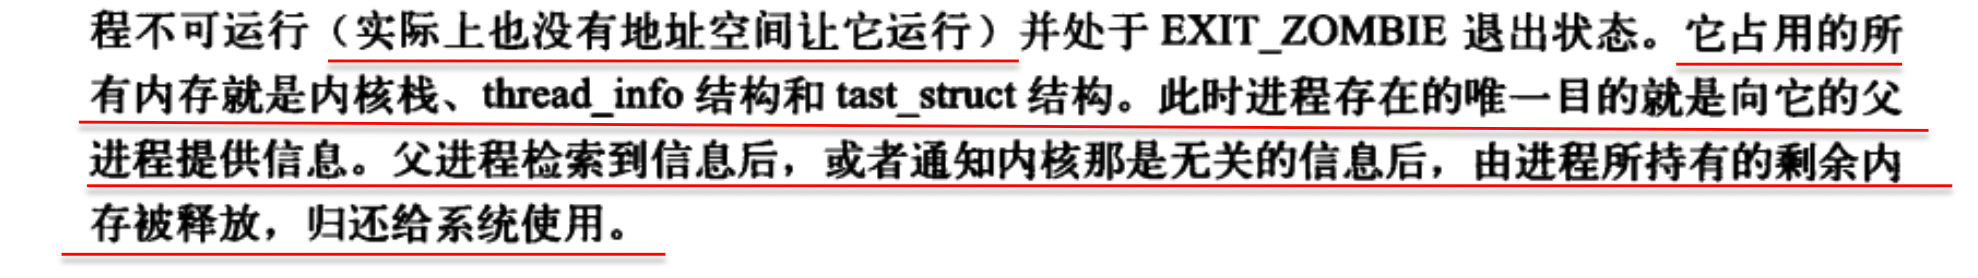 程不可运行（实际上也没有地址空间让它运行）并处于 EXIT_ZOMBIE 退出状态。它占用的所
有内存就是内核栈、thread_info 结构和 tast_struct 结构。此时进程存在的唯一目的就是向它的父
进程提供信息。父进程检索到信息后，或者通知内核那是无关的信息后，由进程所持有的剩余内
存被释放，归还给系统使用。